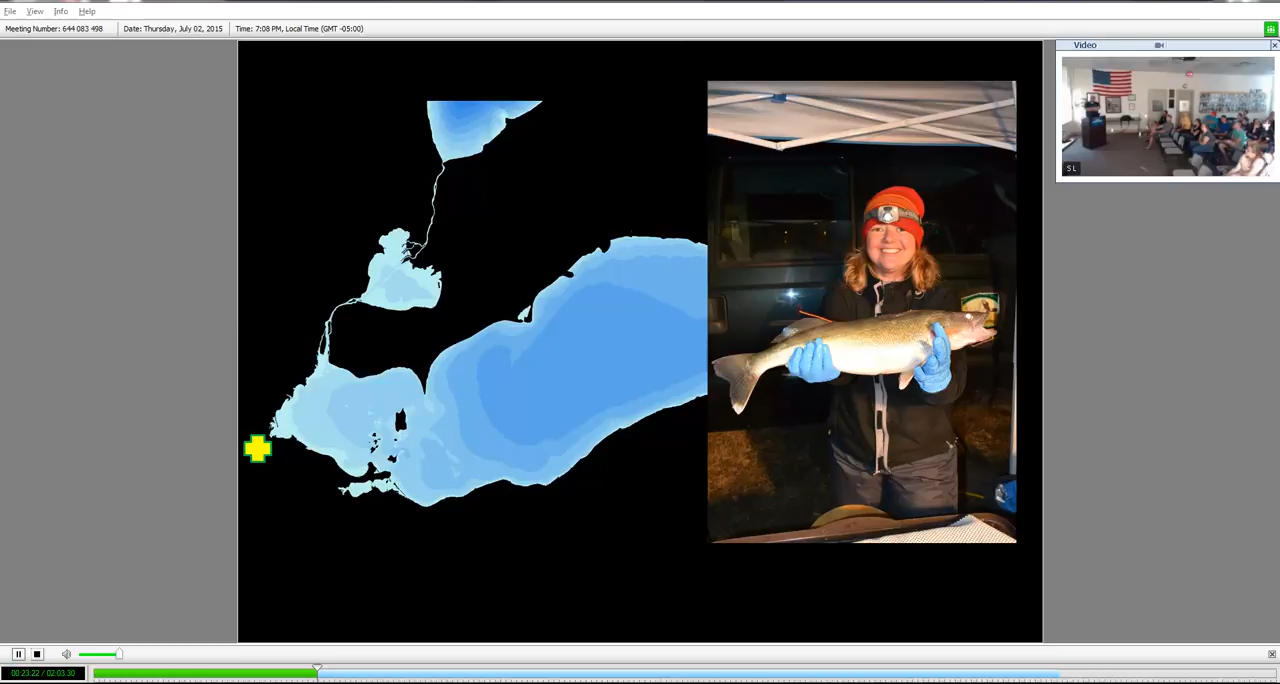 File View Info Help
Meeting Number: 644 083 498 Date: Thursday, July 02, 2015 Time: 7:08 PM, Local Time (GMT -05:00)
Video
SL
00:23:22 / 02:03:30